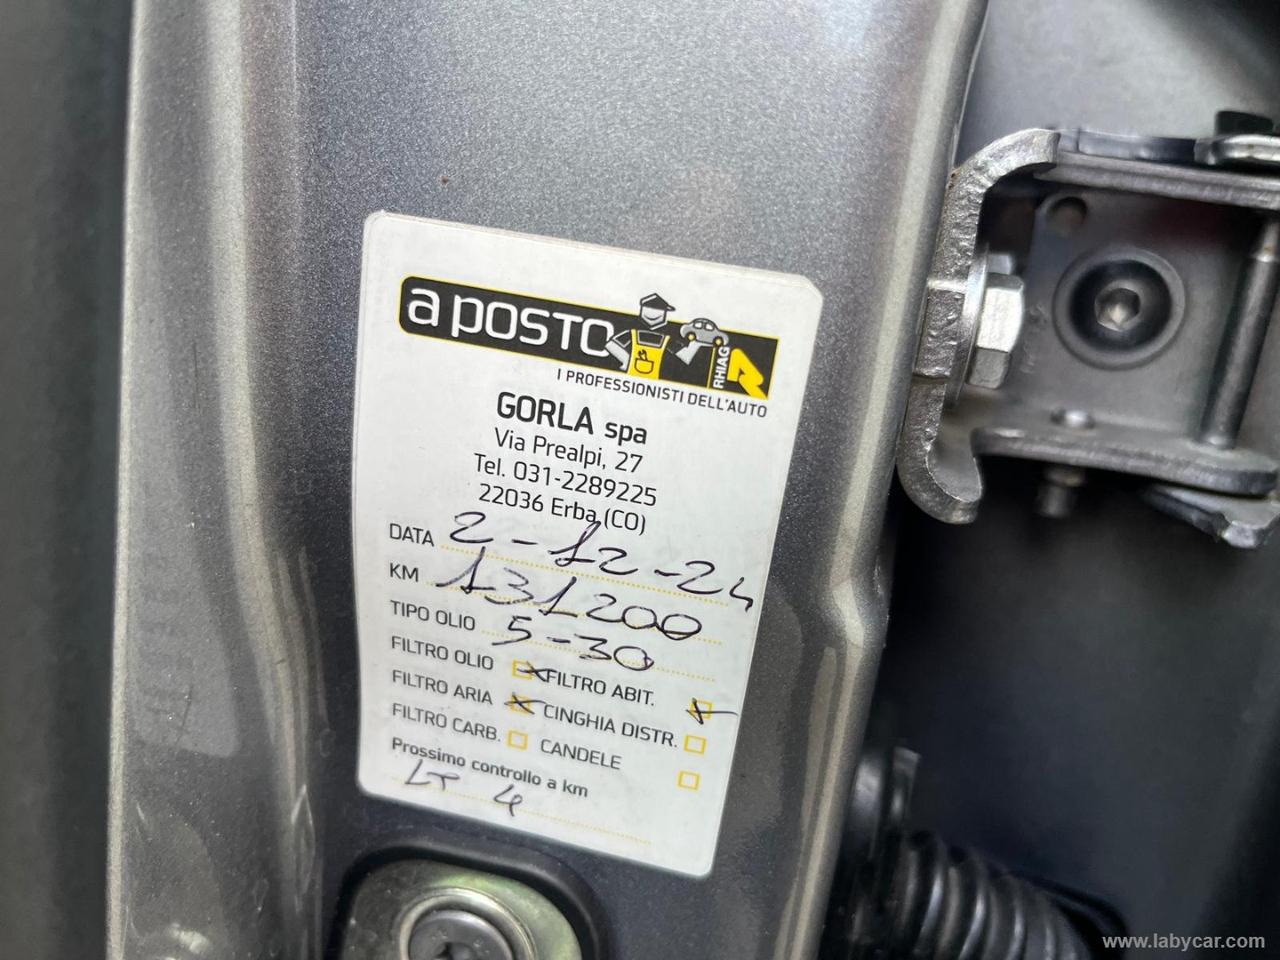 a posto
RHIAG
I PROFESSIONISTI DELL'AUTO
GORLA spa
Via Prealpi, 27
Tel. 031-2289225
22036 Erba (CO)
DATA 2-12-24
KM 131200
TIPO OLIO 5-30
FILTRO OLIO FILTRO ABIT.
FILTRO ARIA CINGHIA DISTR.
FILTRO CARB. CANDELE
Prossimo controllo a km
LT 4
www.labycar.com